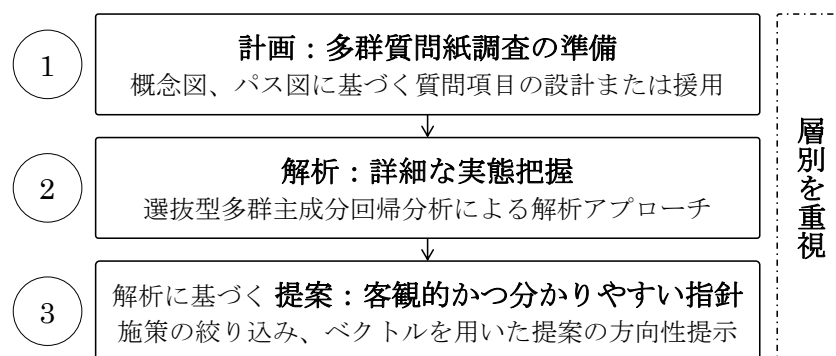 1
計画：多群質問紙調査の準備
概念図、パス図に基づく質問項目の設計または援用
2
解析：詳細な実態把握
選抜型多群主成分回帰分析による解析アプローチ
3
解析に基づく 提案：客観的かつ分かりやすい指針
施策の絞り込み、ベクトルを用いた提案の方向性提示
層別を重視